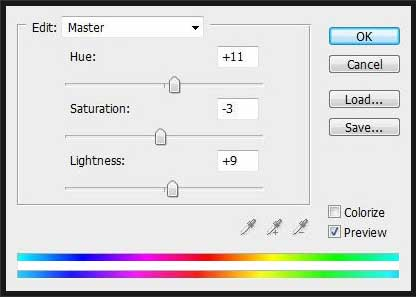 Edit: Master
Hue: +11
Saturation: -3
Lightness: +9
OK
Cancel
Load...
Save...
Colorize
Preview